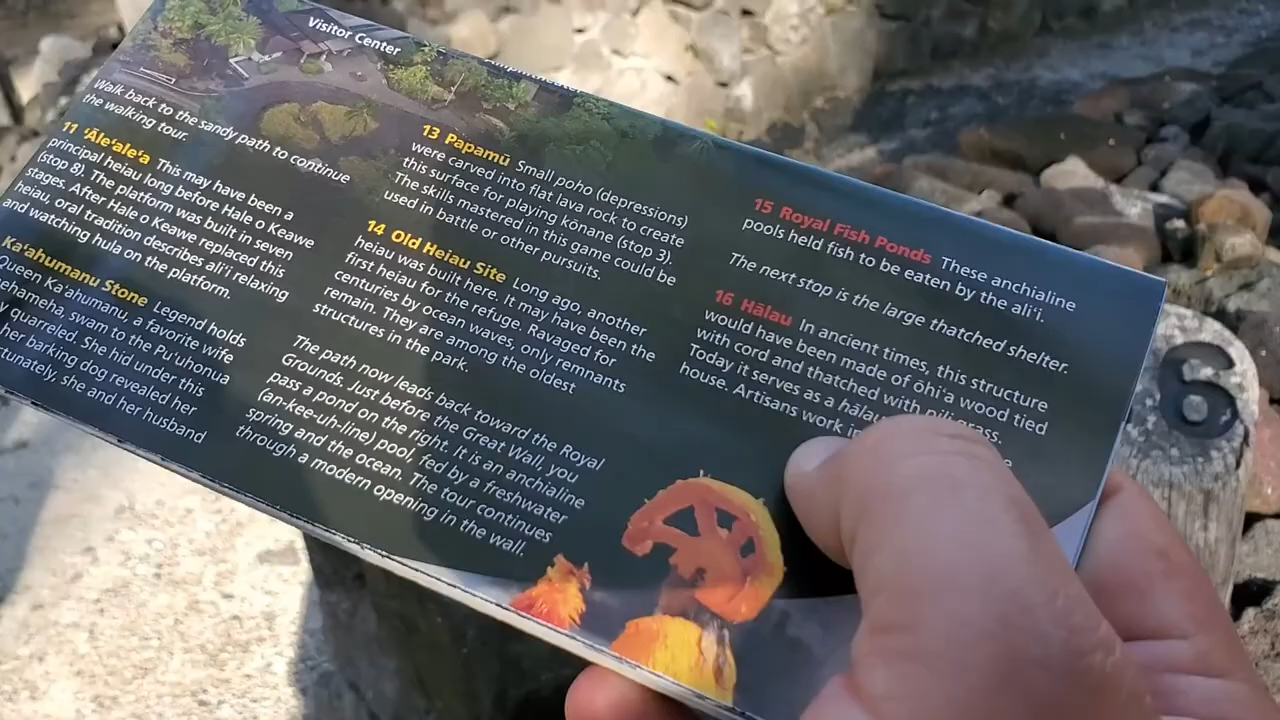 Visitor Center
Walk back to the sandy path to continue
the walking tour.
11 ʻĀleʻaleʻa This may have been a
principal heiau long before Hale o Keawe
(stop 8). The platform was built in seven
stages. After Hale o Keawe replaced this
heiau, oral tradition describes aliʻi relaxing
and watching hula on the platform.
Kaʻahumanu Stone Legend holds
Queen Kaʻahumanu, a favorite wife
swam to the Puʻuhonua
quarreled. She hid under this
her barking dog revealed her
she and her husband
13 Papamū Small poho (depressions)
were carved into flat lava rock to create
this surface for playing kōnane (stop 3).
The skills mastered in this game could be
used in battle or other pursuits.
14 Old Heiau Site Long ago, another
heiau was built here. It may have been the
first heiau for the refuge. Ravaged for
centuries by ocean waves, only remnants
remain. They are among the oldest
structures in the park.
The path now leads back toward the Royal
Grounds. Just before the Great Wall, you
pass a pond on the right. It is an anchialine
(an-kee-uh-line) pool, fed by a freshwater
spring and the ocean. The tour continues
through a modern opening in the wall.
15 Royal Fish Ponds These anchialine
pools held fish to be eaten by the aliʻi.
The next stop is the large thatched shelter.
16 Hālau In ancient times, this structure
would have been made of ōhiʻa wood tied
with cord and thatched with pili grass.
Today it serves as a
house. Artisans work
6